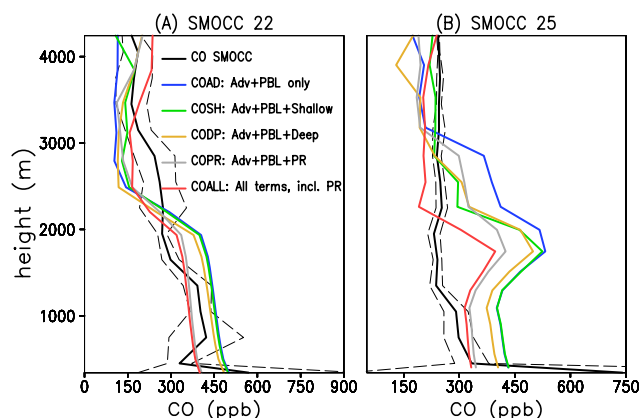 (A) SMOCC 22
(B) SMOCC 25
height (m)
4000
3000
2000
1000
CO SMOCC
COAD: Adv+PBL only
COSH: Adv+PBL+Shallow
CODP: Adv+PBL+Deep
COPR: Adv+PBL+PR
COALL: All terms, incl. PR
0 150 300 450 600 750 900
150 300 450 600 750
CO (ppb)
CO (ppb)